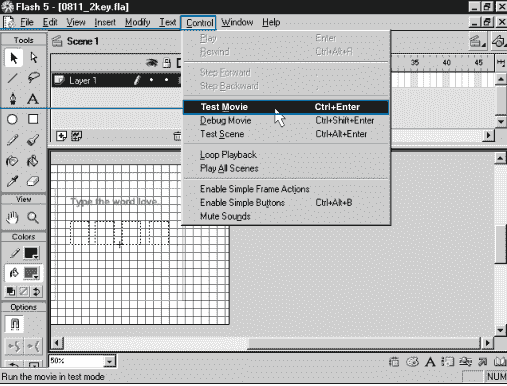 Flash 5 - [0811_2key.fla]
File Edit View Insert Modify Text Control Window Help
Tools
Scene 1
Layer 1
35 40 45
Play Enter
Rewind Ctrl+Alt+R
Step Forward
Step Backward
Test Movie Ctrl+Enter
Debug Movie Ctrl+Shift+Enter
Test Scene Ctrl+Alt+Enter
Loop Playback
Play All Scenes
Enable Simple Frame Actions
Enable Simple Buttons Ctrl+Alt+B
Mute Sounds
A
View
Colors
Options
Type the word love.
50%
A
Run the movie in test mode
NUM